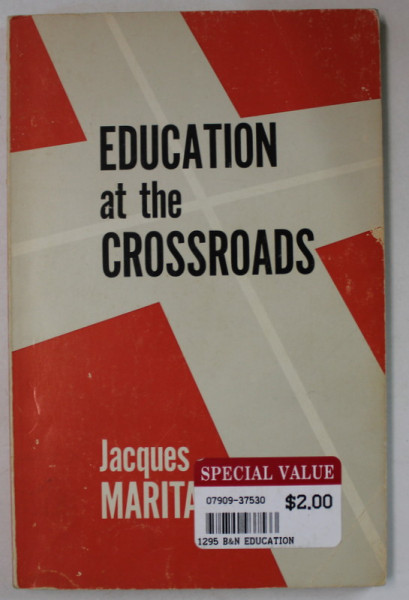 EDUCATION
at the
CROSSROADS
Jacques
MARITA
SPECIAL VALUE
07909-37530 $2.00
1295 B&N EDUCATION